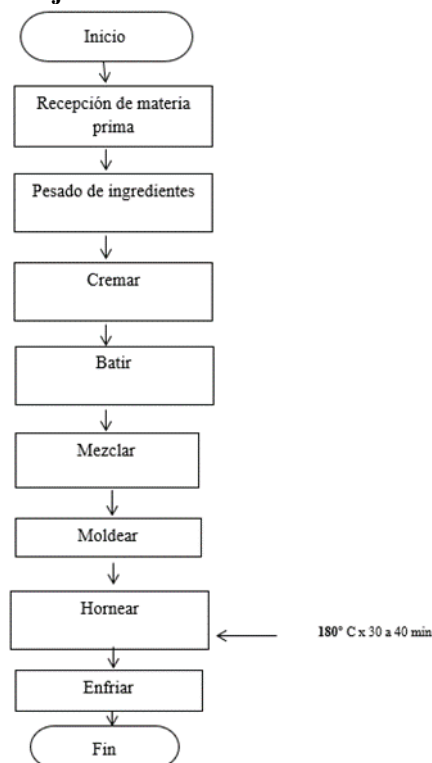 Inicio
Recepción de materia
prima
Pesado de ingredientes
Cremar
Batir
Mezclar
Moldear
Hornear
180° C x 30 a 40 min
Enfriar
Fin